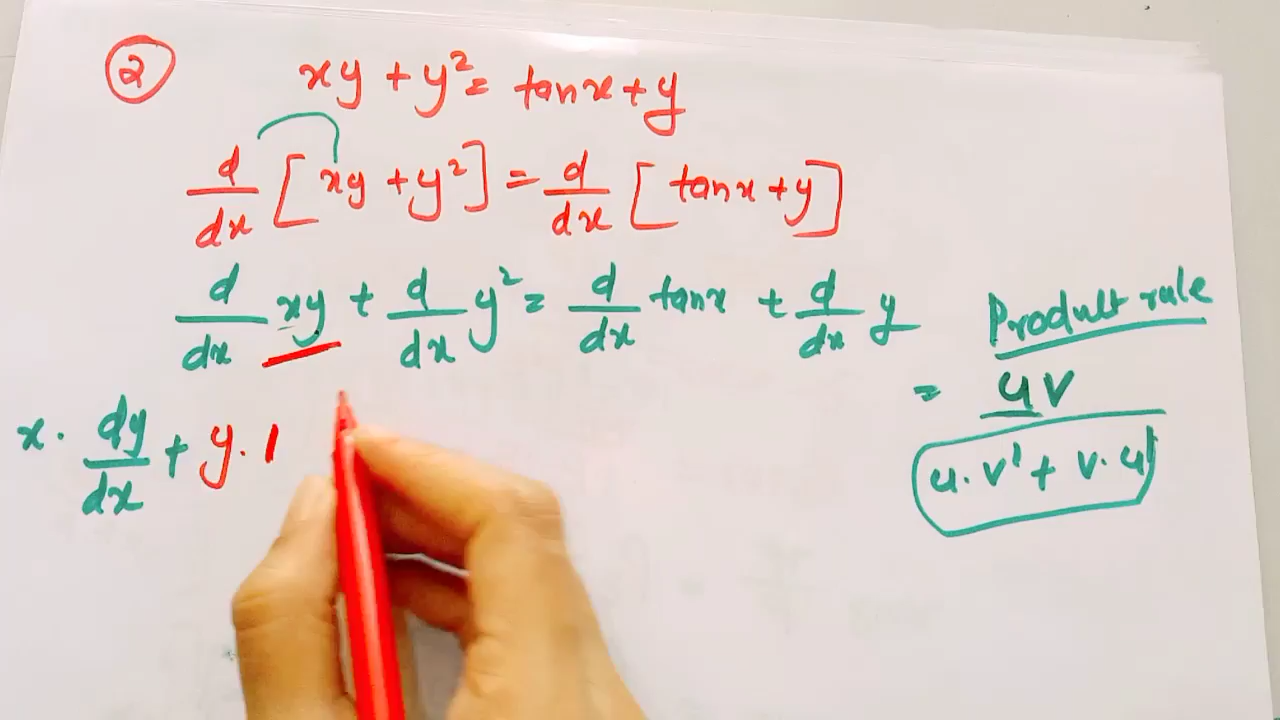 ② xy + y² = tanx + y
d/dx [xy + y²] = d/dx [tanx + y]
d/dx xy + d/dx y² = d/dx tanx + d/dx y
x. dy/dx + y. 1
Product rule
= uv
u.v' + v.u'